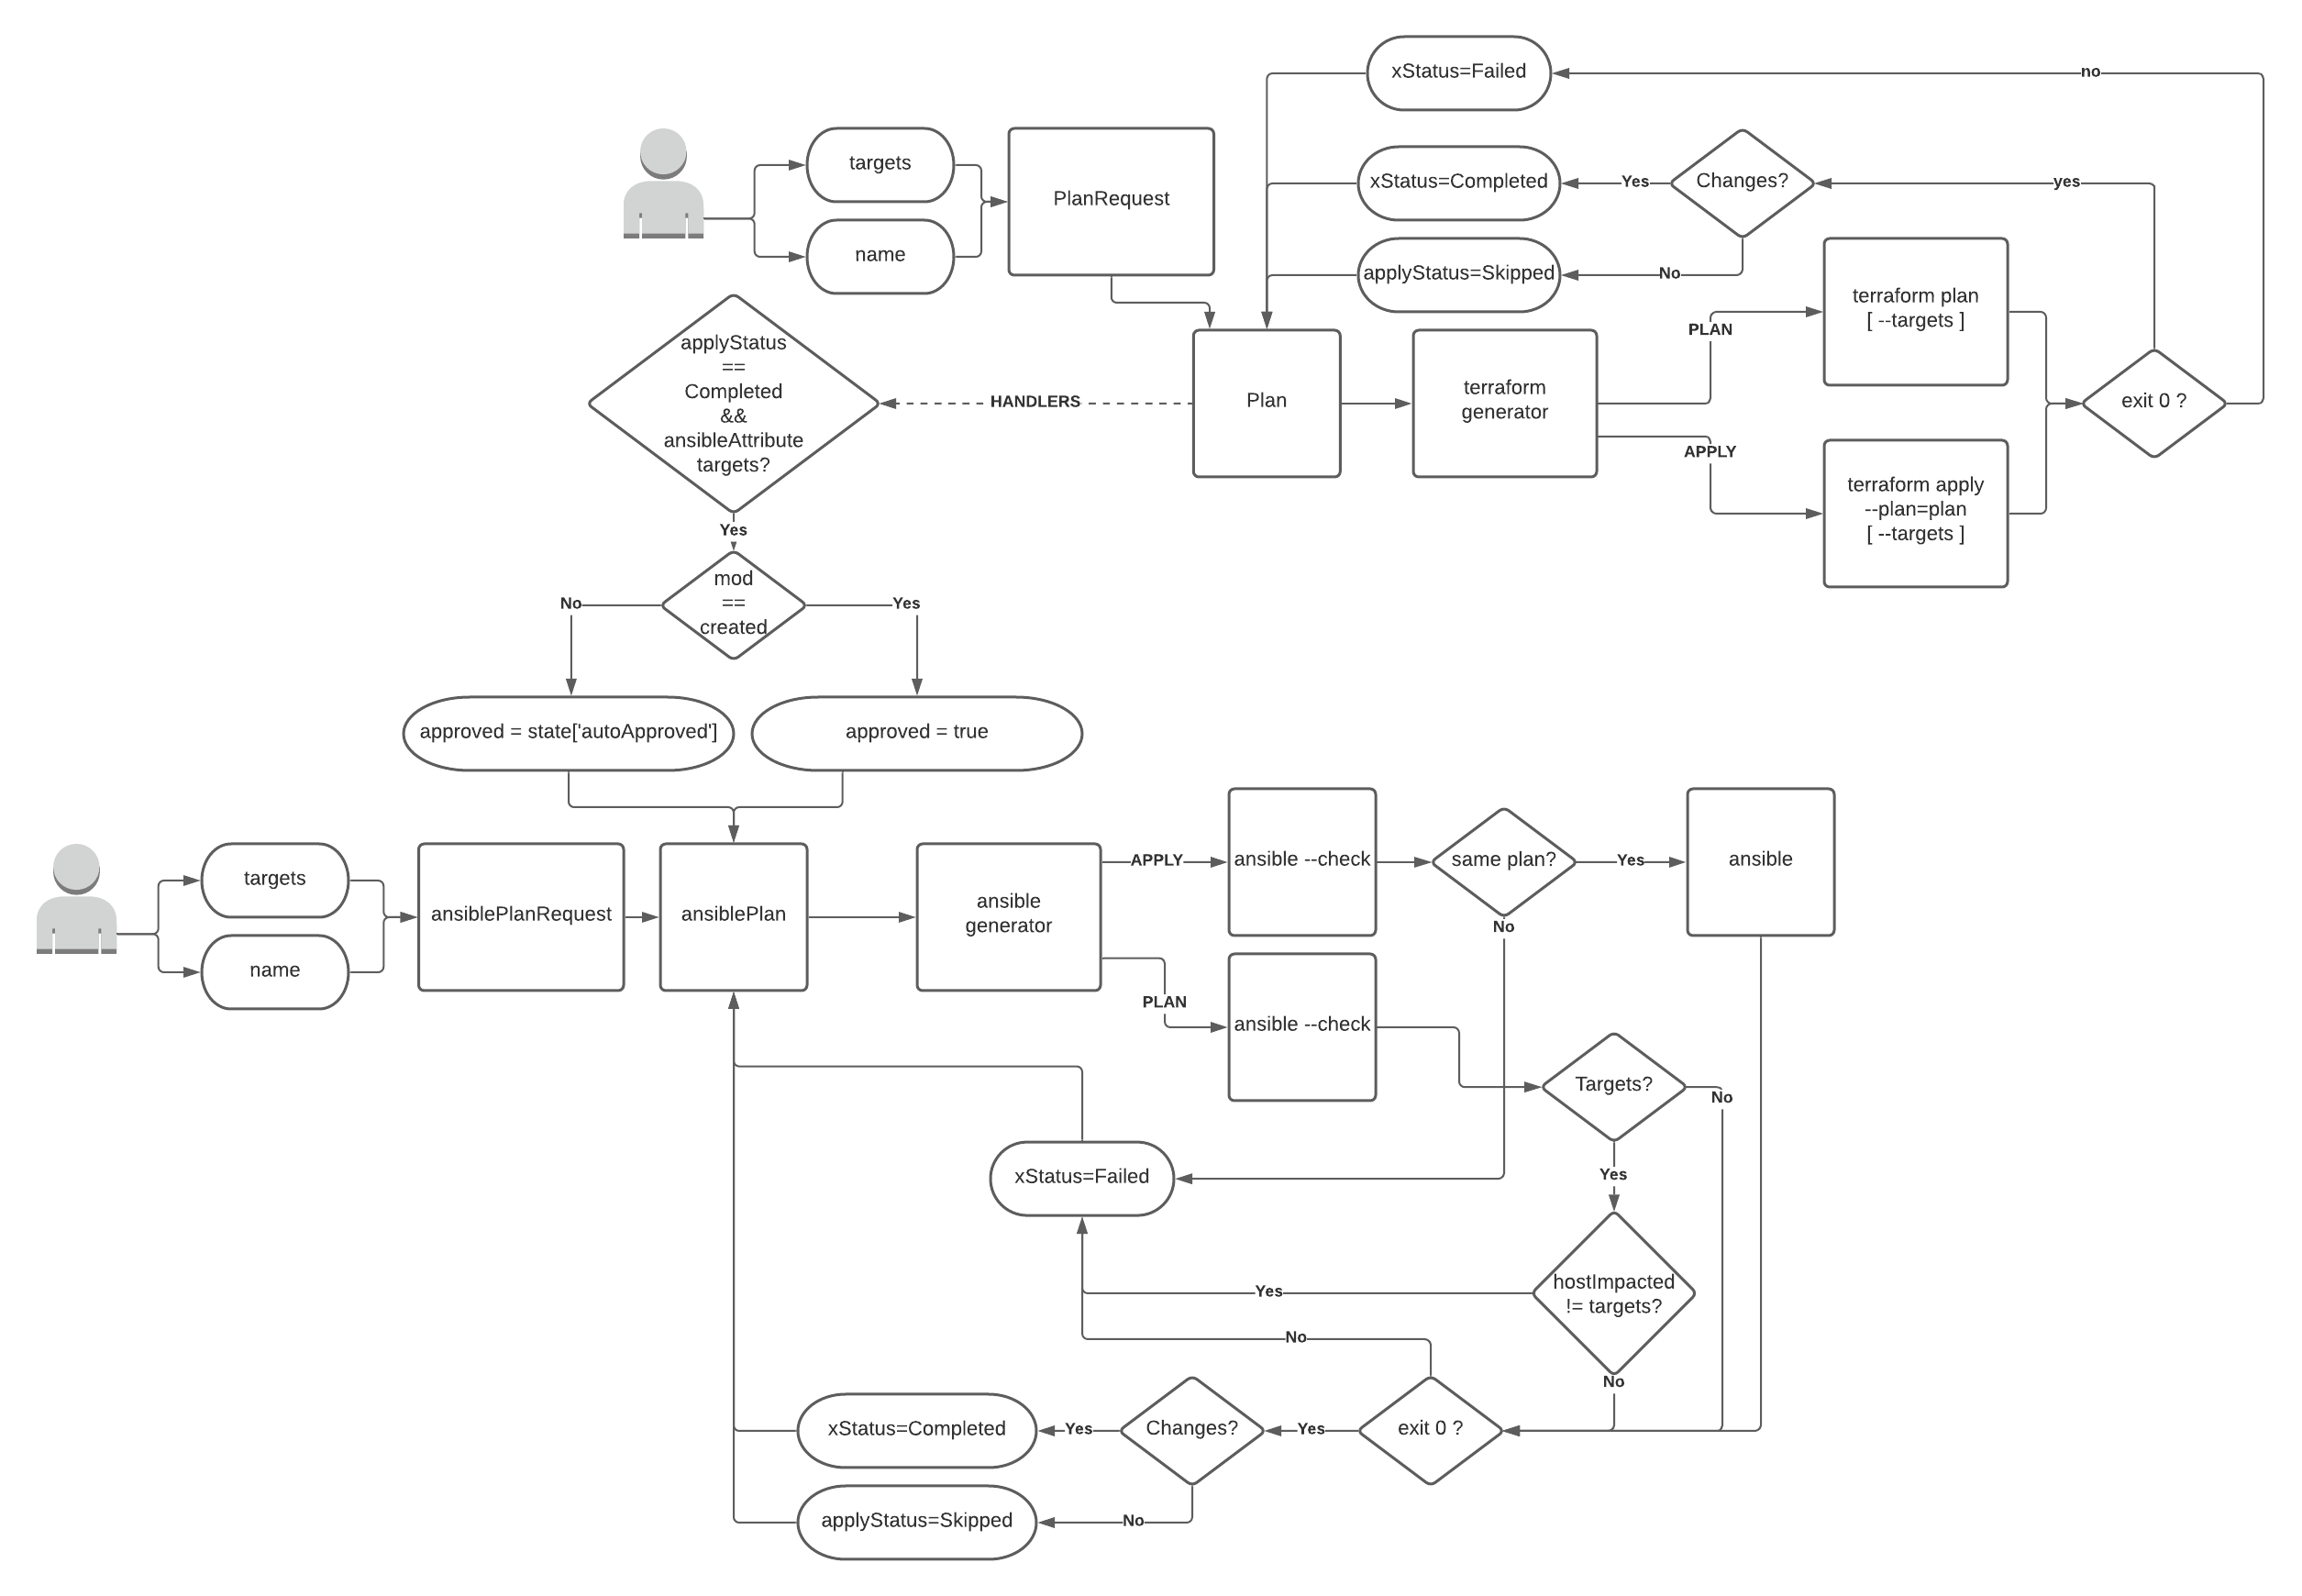 xStatus=Failed
no
targets
name
PlanRequest
xStatus=Completed
Yes
Changes?
yes
applyStatus=Skipped
No
terraform plan
[ --targets ]
PLAN
applyStatus
==
Completed
&&
ansibleAttribute
targets?
HANDLERS
Plan
terraform
generator
exit 0 ?
APPLY
terraform apply
--plan=plan
[ --targets ]
Yes
mod
==
created
No
Yes
approved = state['autoApproved']
approved = true
targets
name
ansiblePlanRequest
ansiblePlan
ansible
generator
APPLY
ansible --check
same plan?
Yes
ansible
No
PLAN
ansible --check
Targets?
No
Yes
xStatus=Failed
hostImpacted
!= targets?
Yes
No
No
xStatus=Completed
Yes
Changes?
Yes
exit 0 ?
applyStatus=Skipped
No